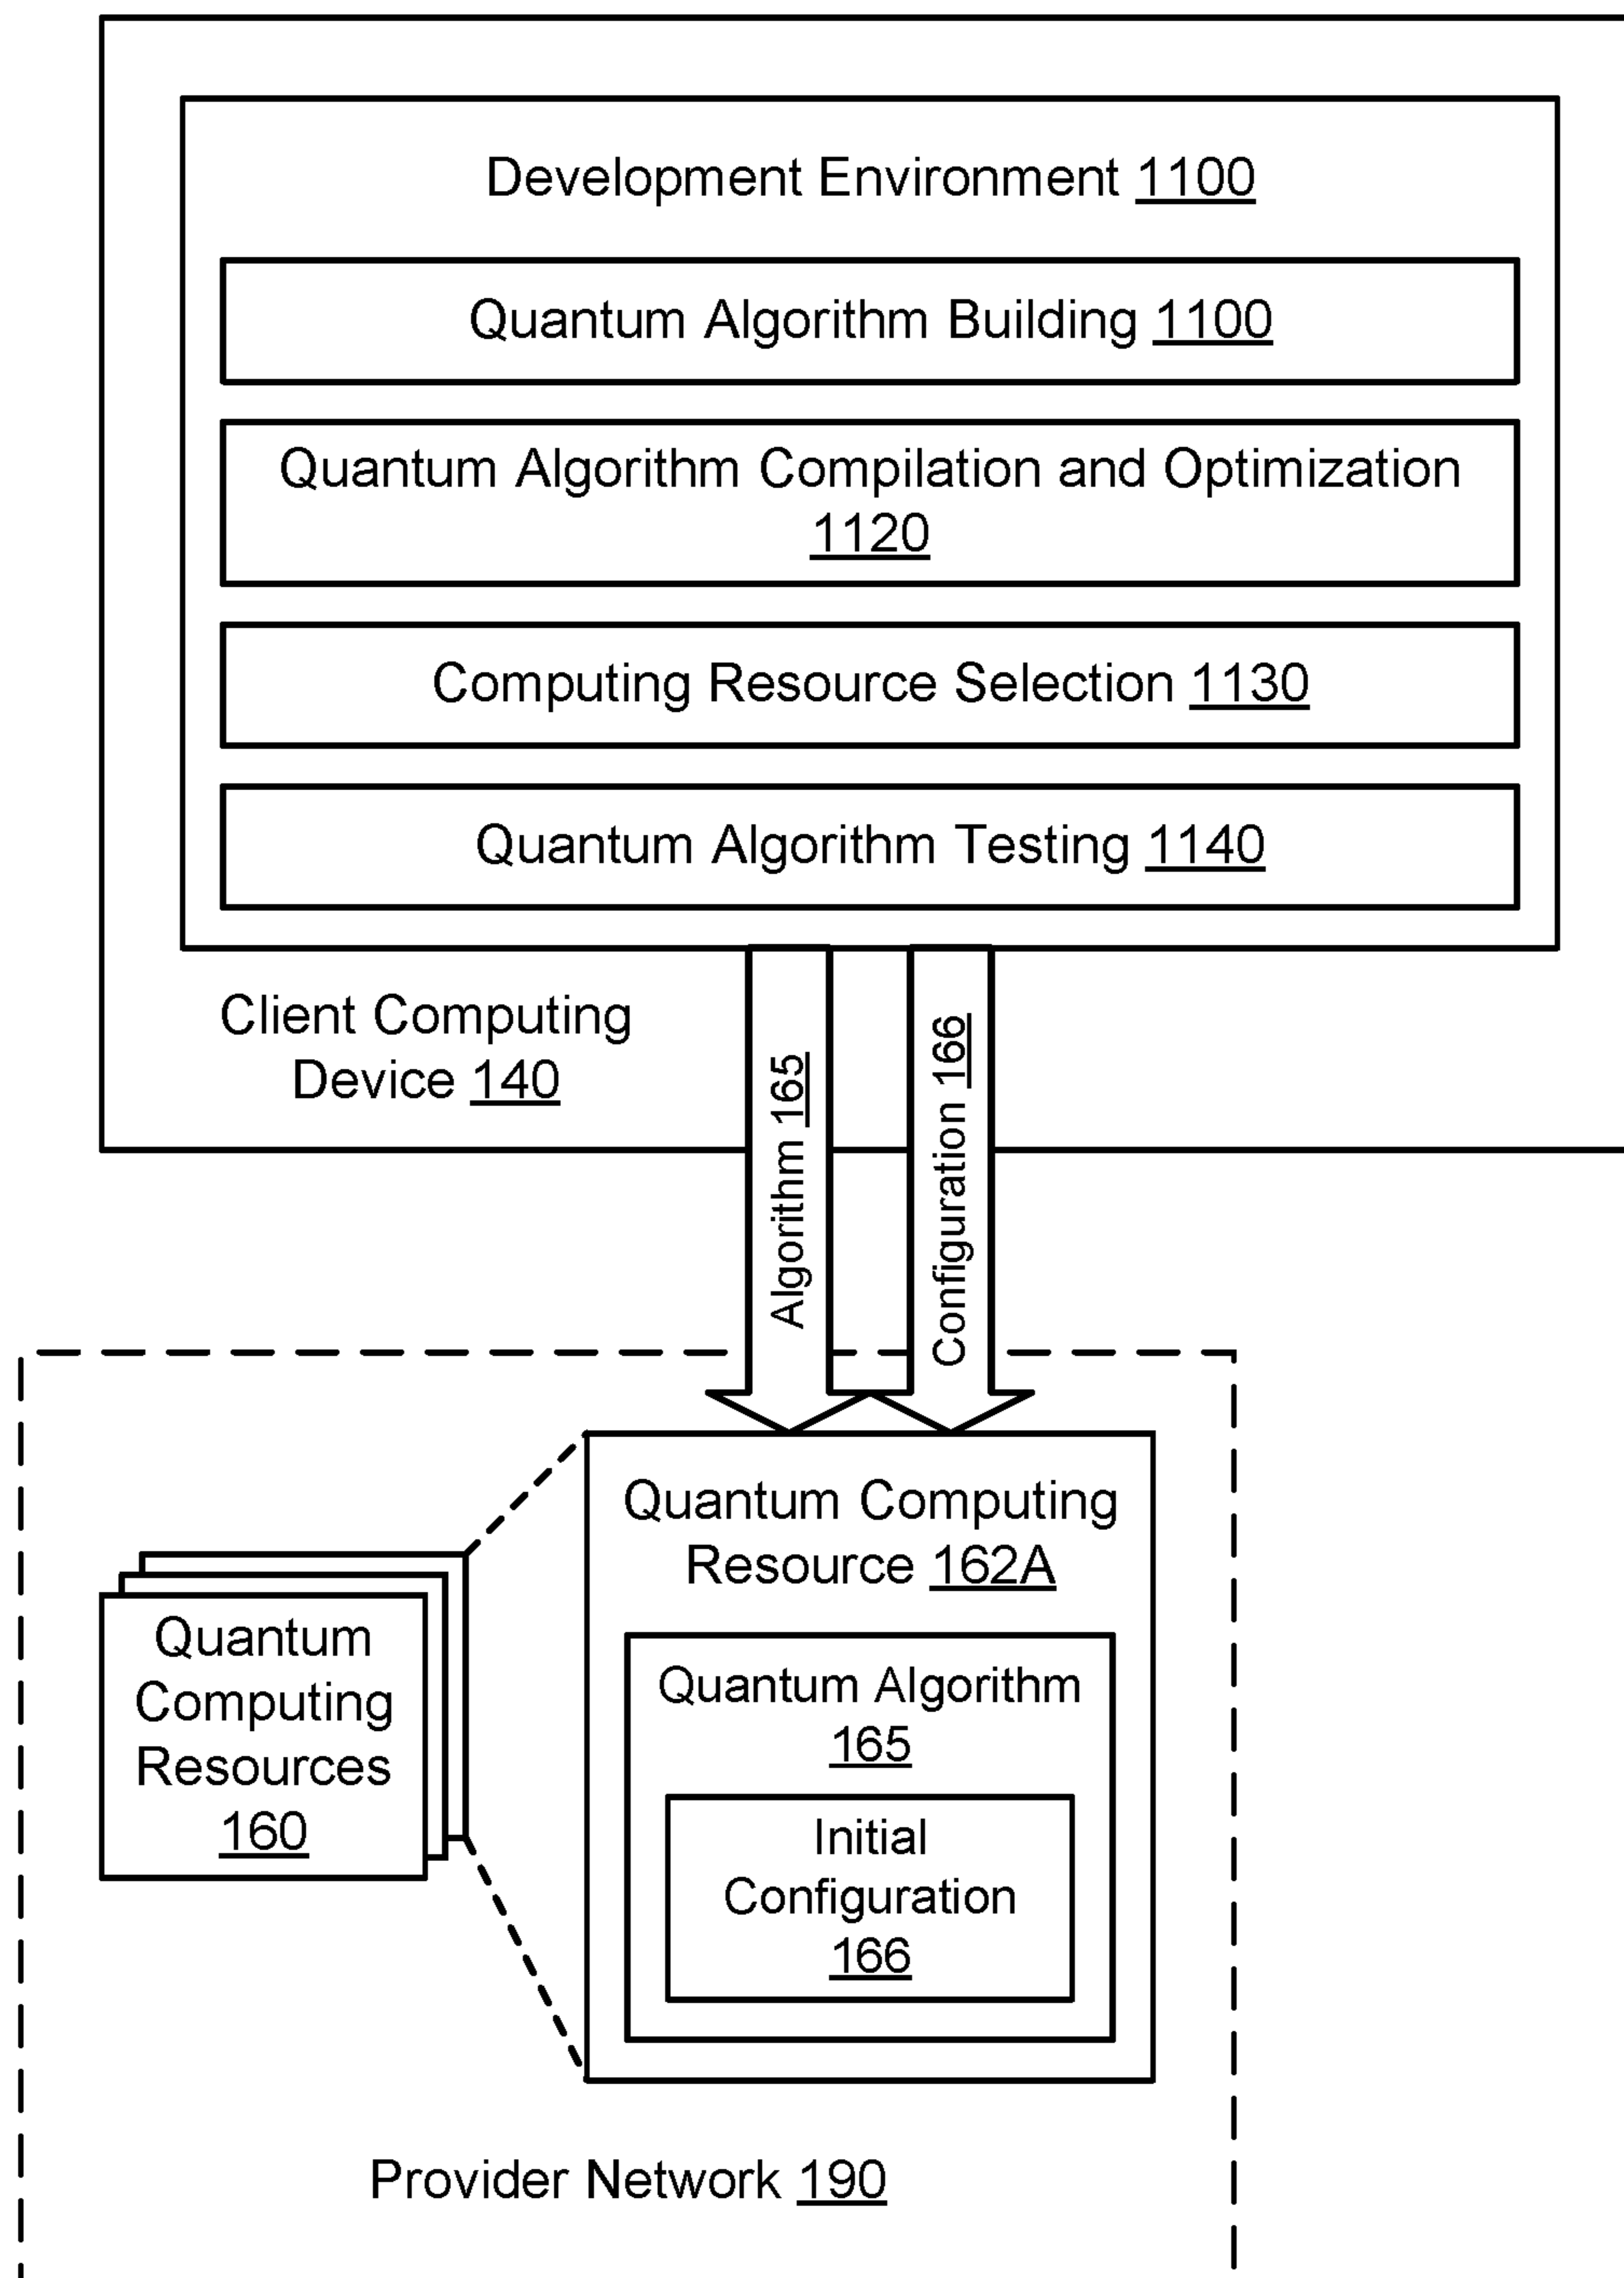 Development Environment 1100
Quantum Algorithm Building 1100
Quantum Algorithm Compilation and Optimization
1120
Computing Resource Selection 1130
Quantum Algorithm Testing 1140
Client Computing
Device 140
Algorithm 165
Configuration 166
Quantum Computing
Resource 162A
Quantum
Computing
Resources
160
Quantum Algorithm
165
Initial
Configuration
166
Provider Network 190